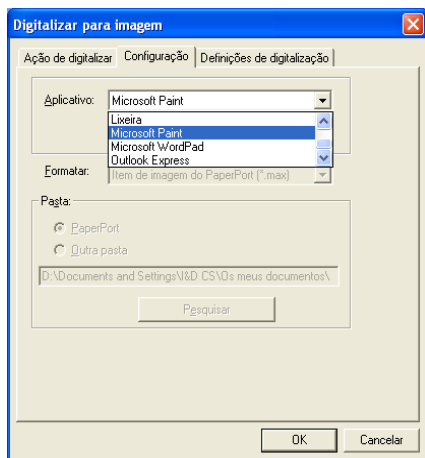 Digitalizar para imagem
Ação de digitalizar Configuração Definições de digitalização
Aplicativo: Microsoft Paint
Lixeira
Microsoft Paint
Microsoft WordPad
Outlook Express
Formatar: Item de imagem do PaperPort (*.max)
Pasta:
PaperPort
Outra pasta
D:\Documents and Settings\I&D CS\Os meus documentos\
Pesquisar
OK Cancelar